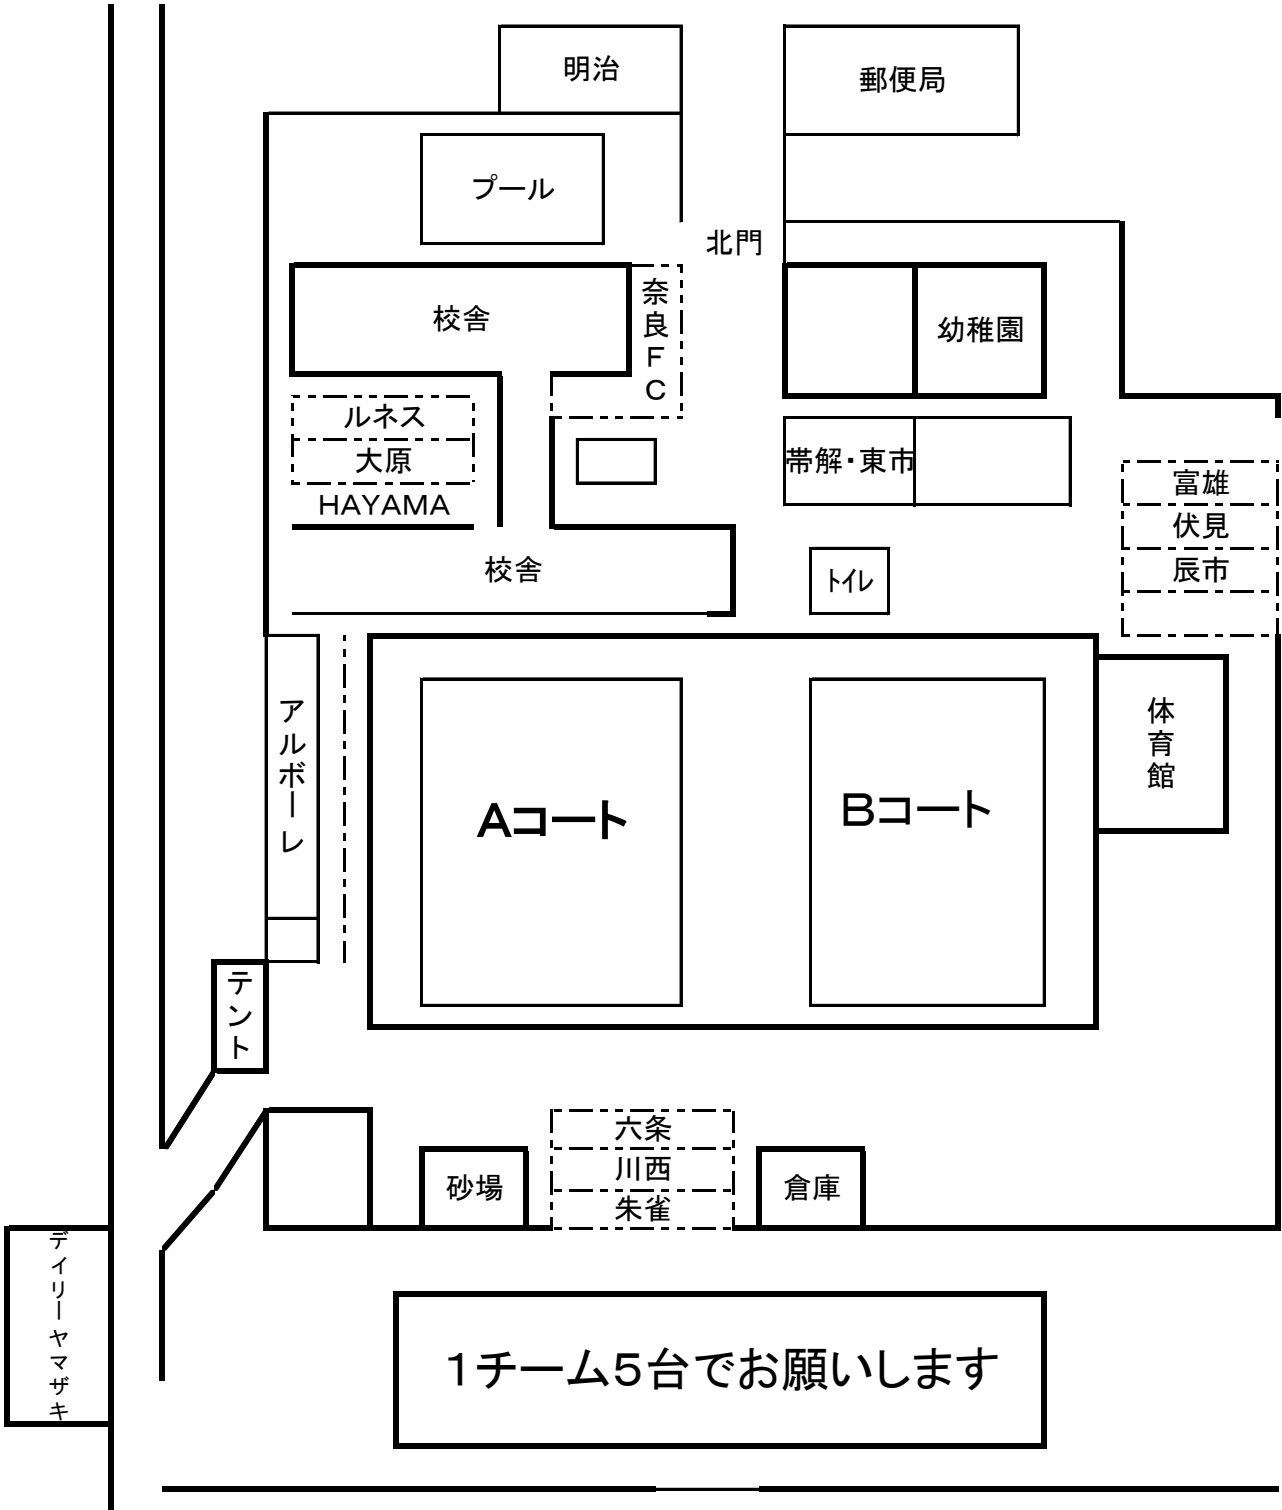 明治
郵便局
プール
北門
校舎
奈良FC
幼稚園
ルネス
大原
HAYAMA
帯解・東市
富雄
伏見
辰市
校舎
トイレ
アルボーレ
Aコート
Bコート
体育館
テント
六条
川西
朱雀
砂場
倉庫
デイリーヤマザキ
1チーム5台でお願いします